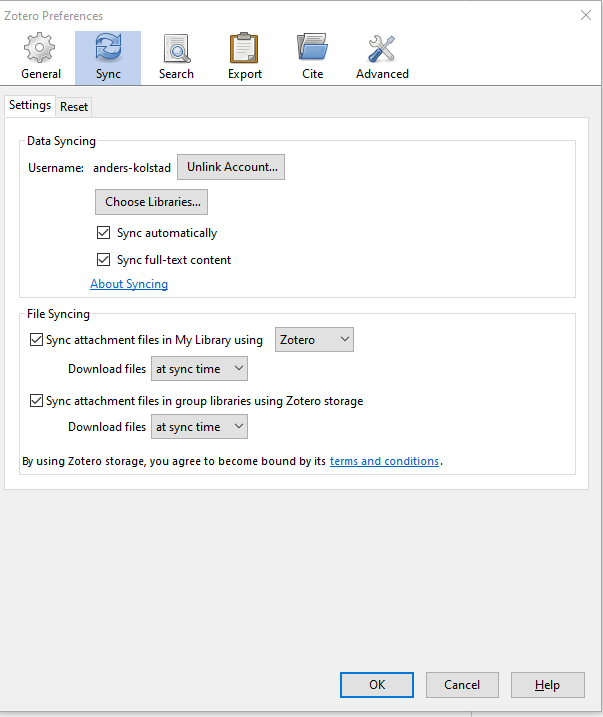 Zotero Preferences
General Sync Search Export Cite Advanced
Settings Reset
Data Syncing
Username: anders-kolstad Unlink Account...
Choose Libraries...
Sync automatically
Sync full-text content
About Syncing
File Syncing
Sync attachment files in My Library using Zotero
Download files at sync time
Sync attachment files in group libraries using Zotero storage
Download files at sync time
By using Zotero storage, you agree to become bound by its terms and conditions.
OK Cancel Help